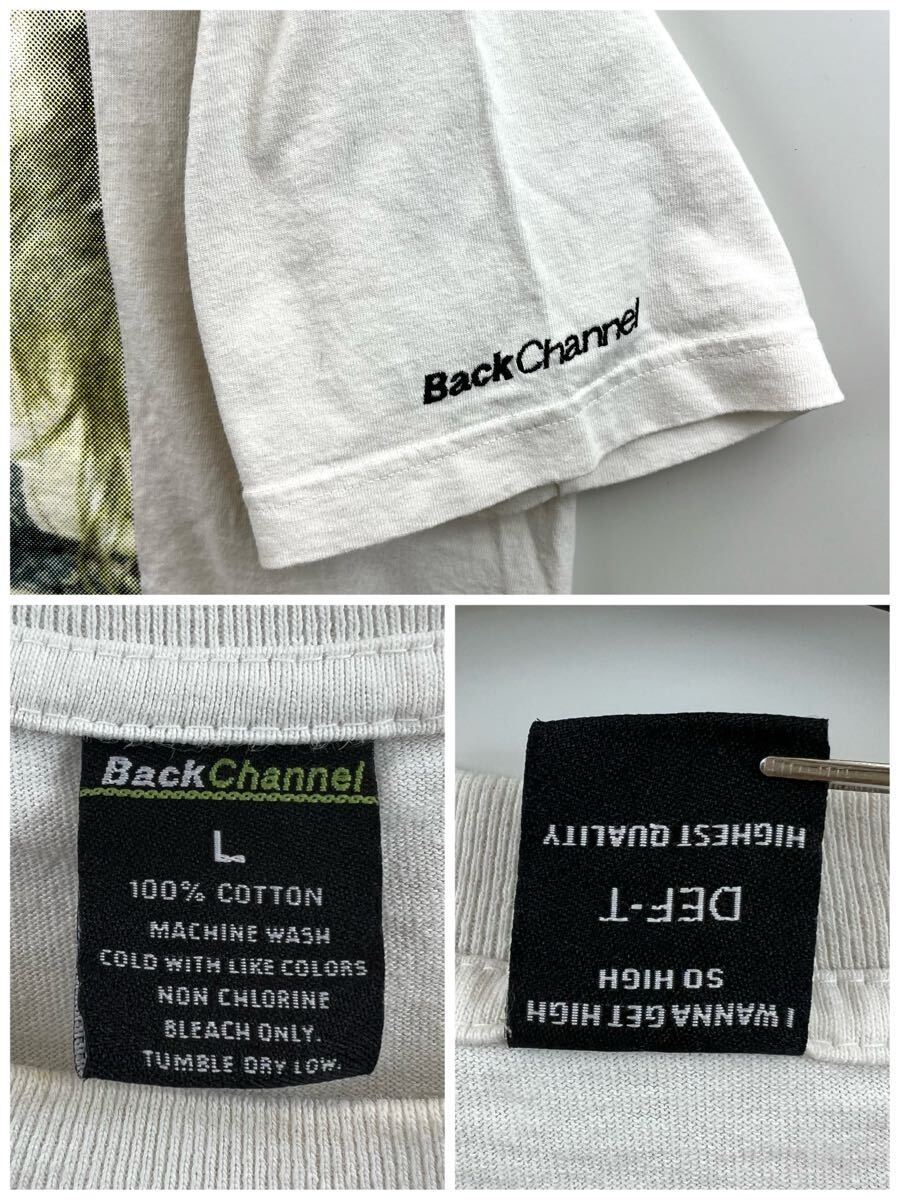 BackChannel
BackChannel
L
100% COTTON
MACHINE WASH
COLD WITH LIKE COLORS
NON CHLORINE
BLEACH ONLY.
TUMBLE DRY LOW.
I WANNA GET HIGH
SO HIGH
DEF-T
HIGHEST QUALITY